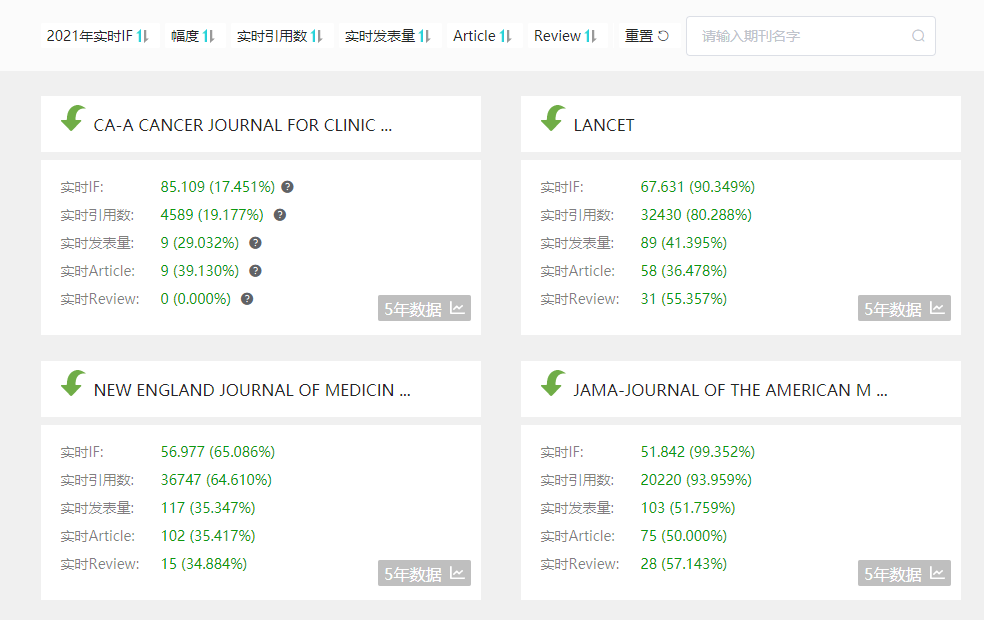 2021年实时IF 幅度 实时引用数 实时发表量 Article Review 重置 请输入期刊名字
CA-A CANCER JOURNAL FOR CLINIC ...
实时IF: 85.109 (17.451%)
实时引用数: 4589 (19.177%)
实时发表量: 9 (29.032%)
实时Article: 9 (39.130%)
实时Review: 0 (0.000%)
5年数据
LANCET
实时IF: 67.631 (90.349%)
实时引用数: 32430 (80.288%)
实时发表量: 89 (41.395%)
实时Article: 58 (36.478%)
实时Review: 31 (55.357%)
5年数据
NEW ENGLAND JOURNAL OF MEDICIN ...
实时IF: 56.977 (65.086%)
实时引用数: 36747 (64.610%)
实时发表量: 117 (35.347%)
实时Article: 102 (35.417%)
实时Review: 15 (34.884%)
5年数据
JAMA-JOURNAL OF THE AMERICAN M ...
实时IF: 51.842 (99.352%)
实时引用数: 20220 (93.959%)
实时发表量: 103 (51.759%)
实时Article: 75 (50.000%)
实时Review: 28 (57.143%)
5年数据